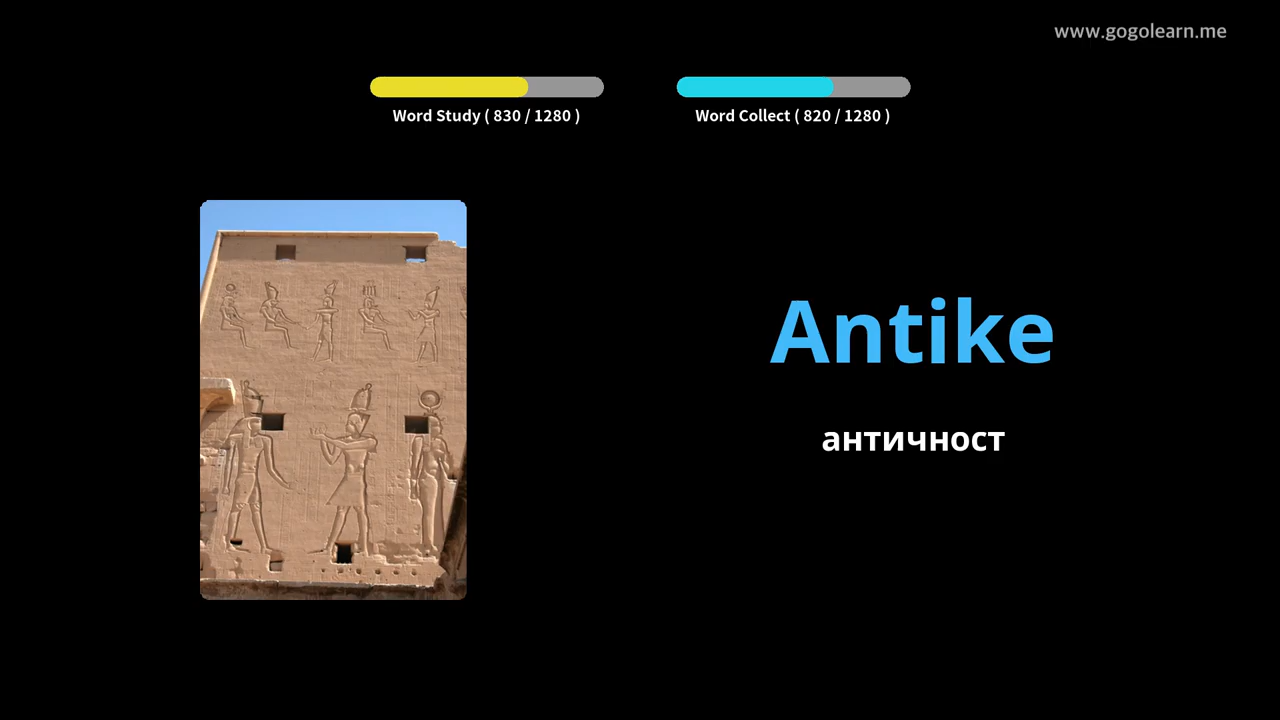 www.gogolearn.me
Word Study ( 830 / 1280 )
Word Collect ( 820 / 1280 )
Antike
античност